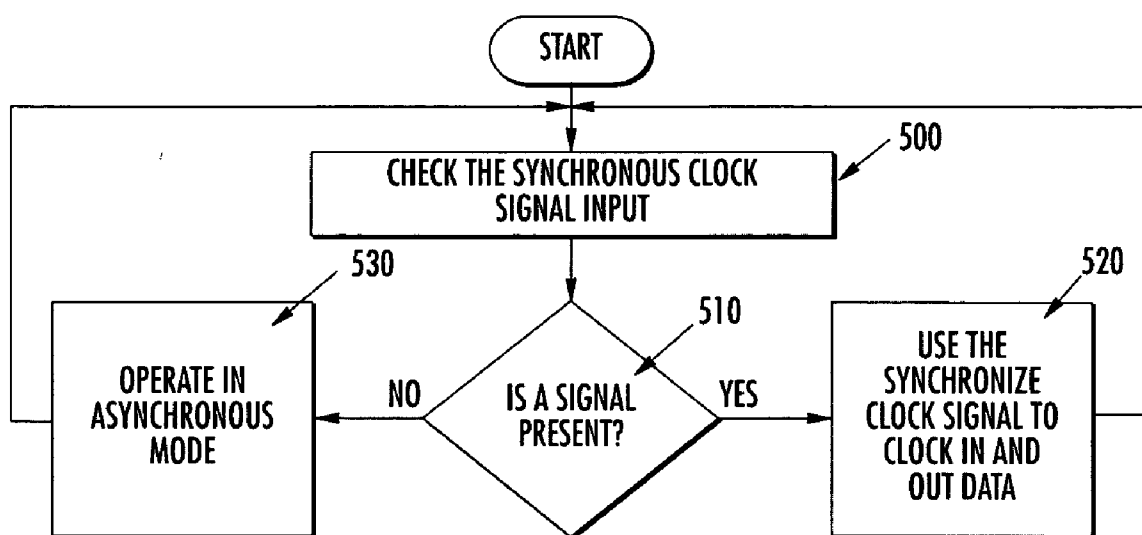 START
500
CHECK THE SYNCHRONOUS CLOCK
SIGNAL INPUT
530
510
520
OPERATE IN
ASYNCHRONOUS
MODE
NO
IS A SIGNAL
PRESENT?
YES
USE THE
SYNCHRONIZE
CLOCK SIGNAL TO
CLOCK IN AND
OUT DATA